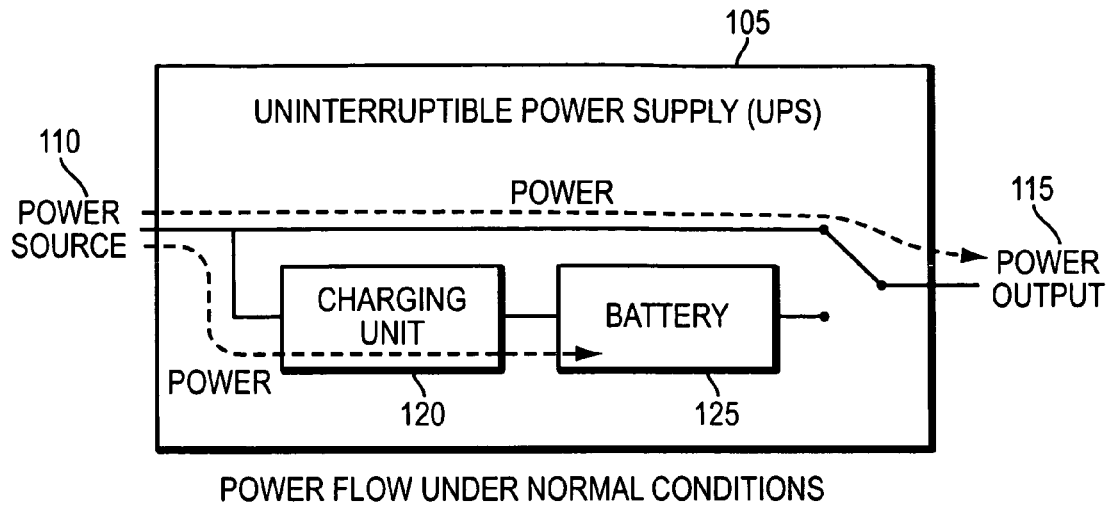 105
UNINTERRUPTIBLE POWER SUPPLY (UPS)
110
POWER
SOURCE
POWER
115
POWER
OUTPUT
CHARGING
UNIT
BATTERY
POWER
120
125
POWER FLOW UNDER NORMAL CONDITIONS